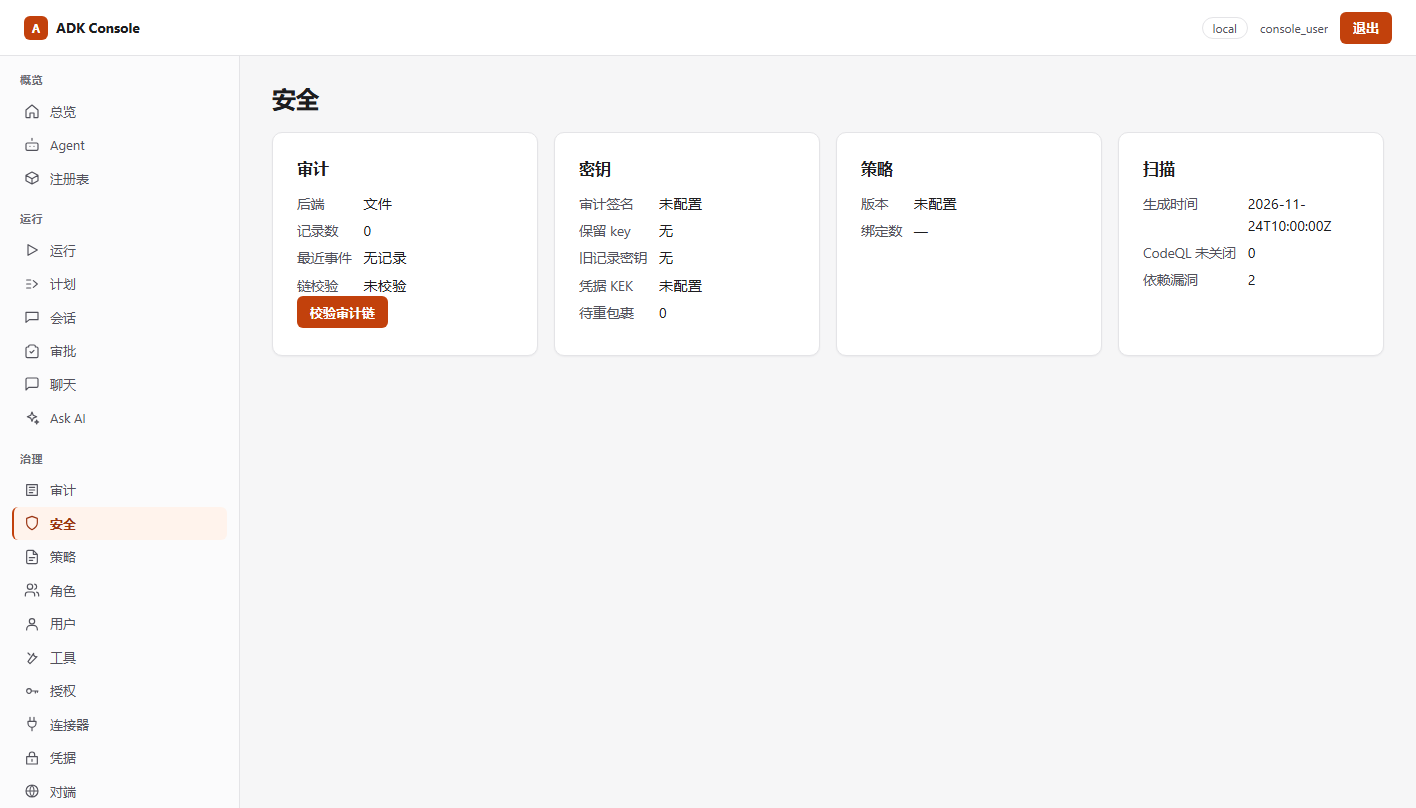 A ADK Console
local console_user 退出
概览
总览
Agent
注册表
运行
运行
计划
会话
审批
聊天
Ask AI
治理
审计
安全
策略
角色
用户
工具
授权
连接器
凭据
对端
安全
审计
后端 文件
记录数 0
最近事件 无记录
链校验 未校验
校验审计链
密钥
审计签名 未配置
保留 key 无
旧记录密钥 无
凭据 KEK 未配置
待重包裹 0
策略
版本 未配置
绑定数 —
扫描
生成时间 2026-11-
24T10:00:00Z
CodeQL 未关闭 0
依赖漏洞 2